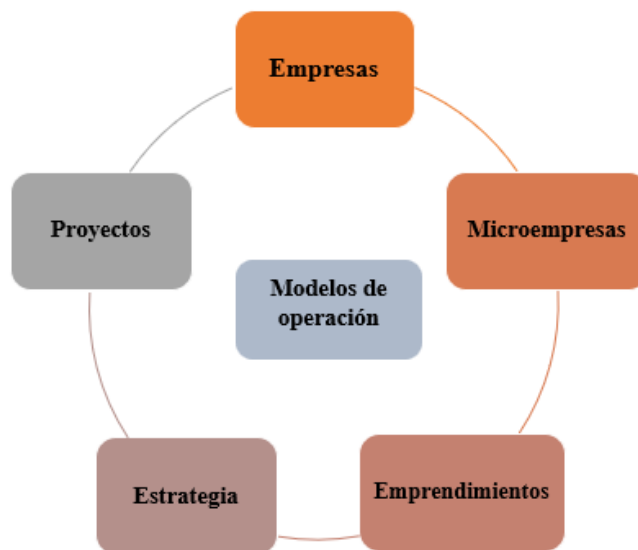 Empresas
Microempresas
Emprendimientos
Estrategia
Proyectos
Modelos de
operación